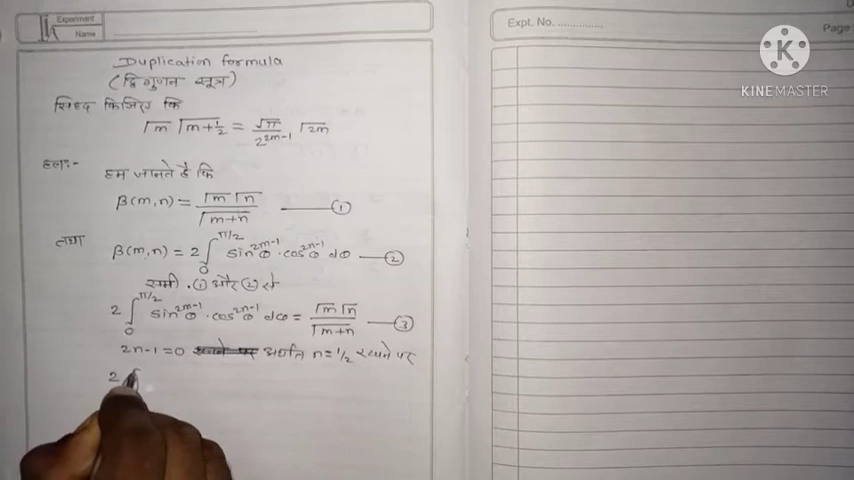 Experiment
Name
Expt. No. ..............
Page
K
KINEMASTER
Duplication formula
(द्विगुणन सूत्र)
सिध्द किजिए कि
Γm Γm+1/2 = √π/2^(2m-1) Γ2m
हल:-
हम जानते है कि
β(m,n) = Γm Γn / Γm+n ——— ①
तथा
β(m,n) = 2 ∫₀^(π/2) sin^(2m-1)θ · cos^(2n-1)θ dθ — ②
समी. ① और ② से
2 ∫₀^(π/2) sin^(2m-1)θ · cos^(2n-1)θ dθ = Γm Γn / Γm+n — ③
2n-1 = 0 अर्थात n = 1/2 रखने पर
2 ∫